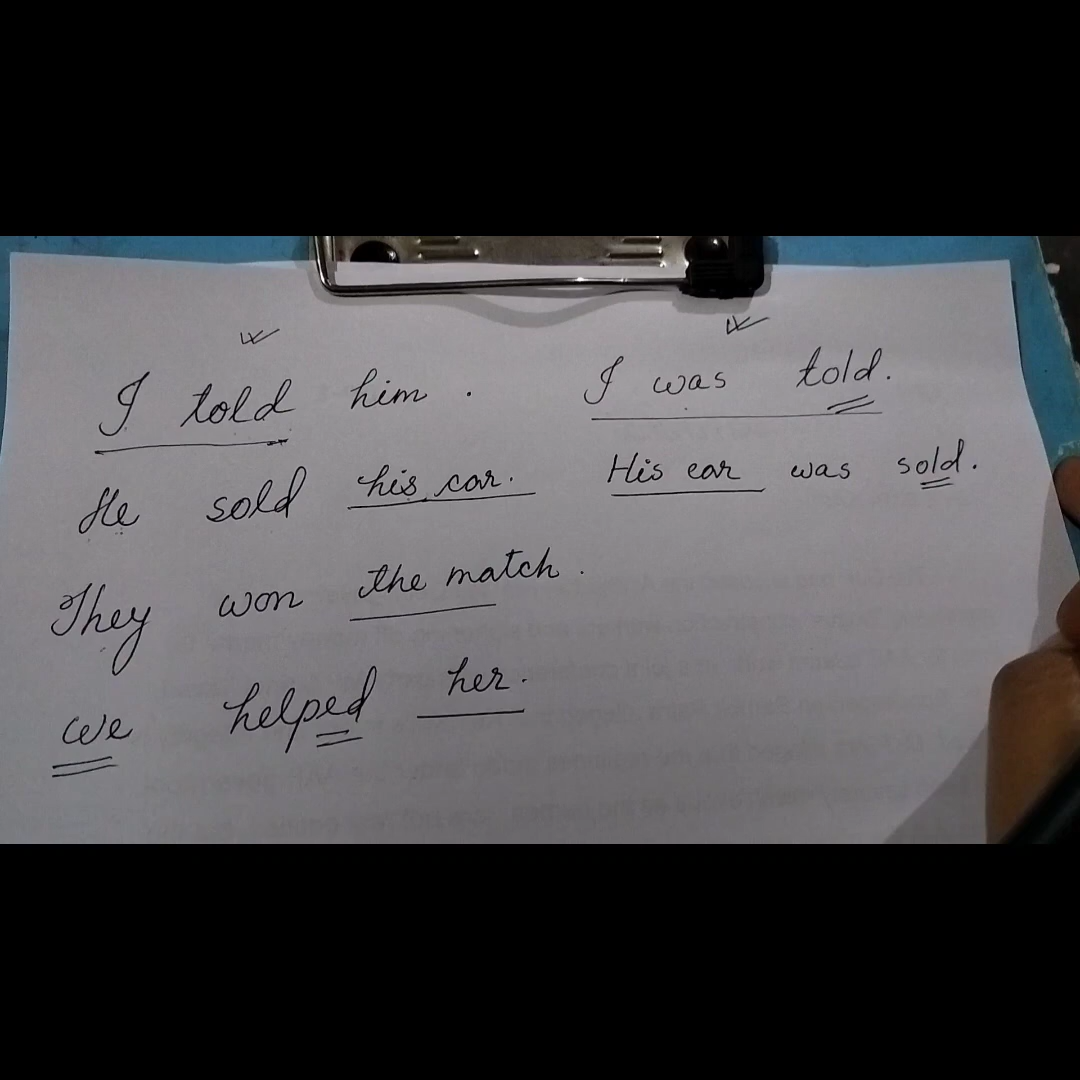 I told him. I was told.
He sold his car. His car was sold.
They won the match.
we helped her.